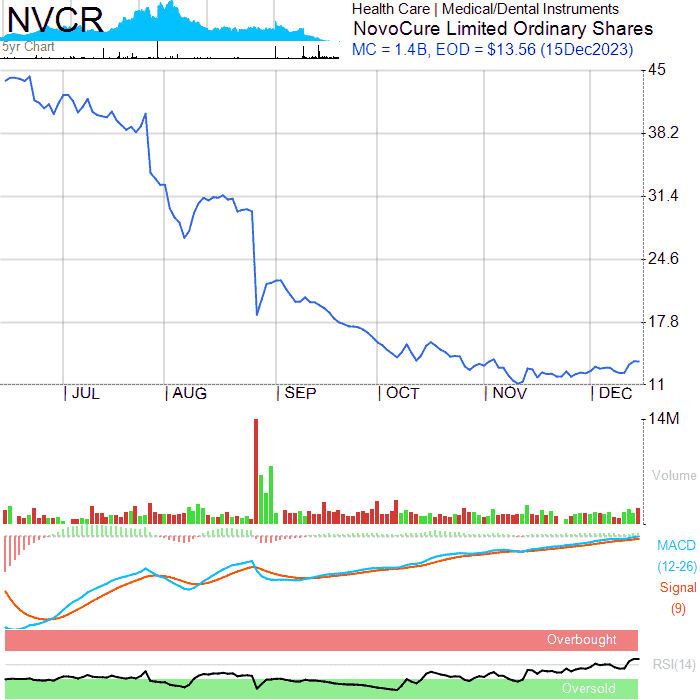 NVCR
5yr Chart
Health Care | Medical/Dental Instruments
NovoCure Limited Ordinary Shares
MC = 1.4B, EOD = $13.56 (15Dec2023)
45
38.2
31.4
24.6
17.8
11
JUL AUG SEP OCT NOV DEC
14M
Volume
MACD
(12-26)
Signal
(9)
Overbought
RSI(14)
Oversold